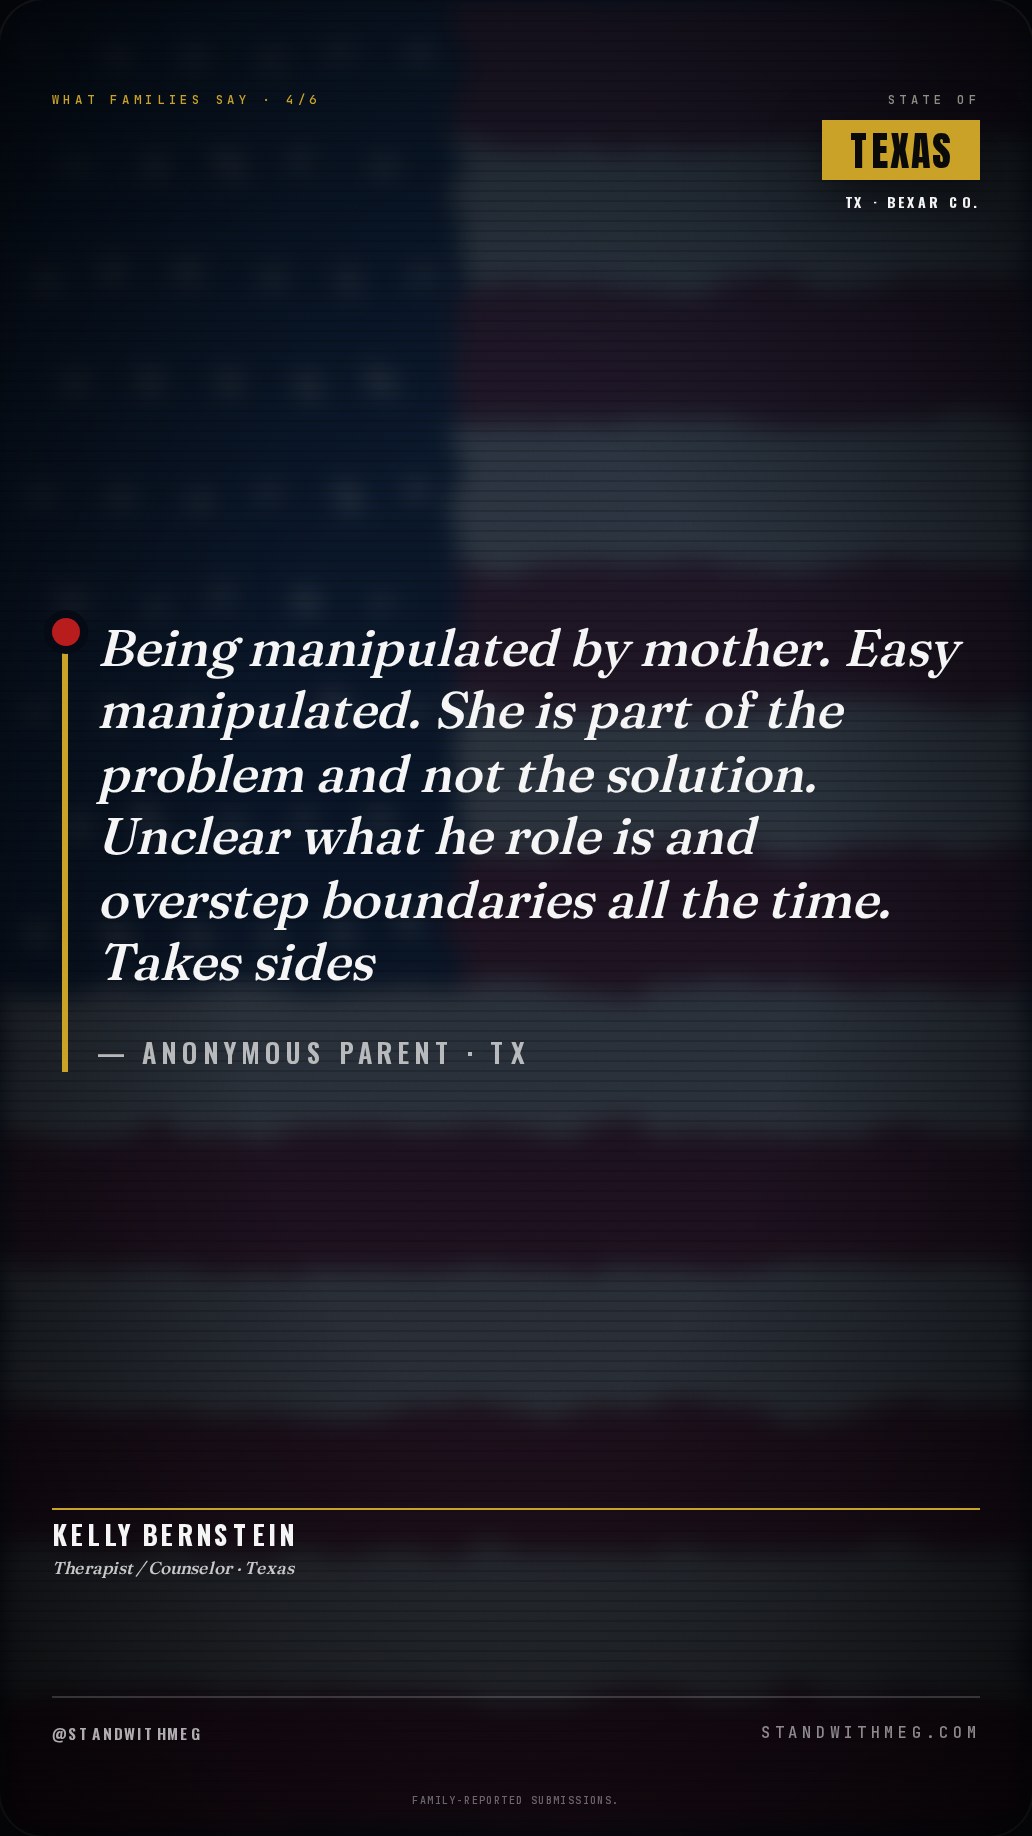 WHAT FAMILIES SAY · 4/6
STATE OF
TEXAS
TX · BEXAR CO.
Being manipulated by mother. Easy
manipulated. She is part of the
problem and not the solution.
Unclear what he role is and
overstep boundaries all the time.
Takes sides
— ANONYMOUS PARENT · TX
KELLY BERNSTEIN
Therapist / Counselor · Texas
@STANDWITHMEG
STANDWITHMEG.COM
FAMILY-REPORTED SUBMISSIONS.